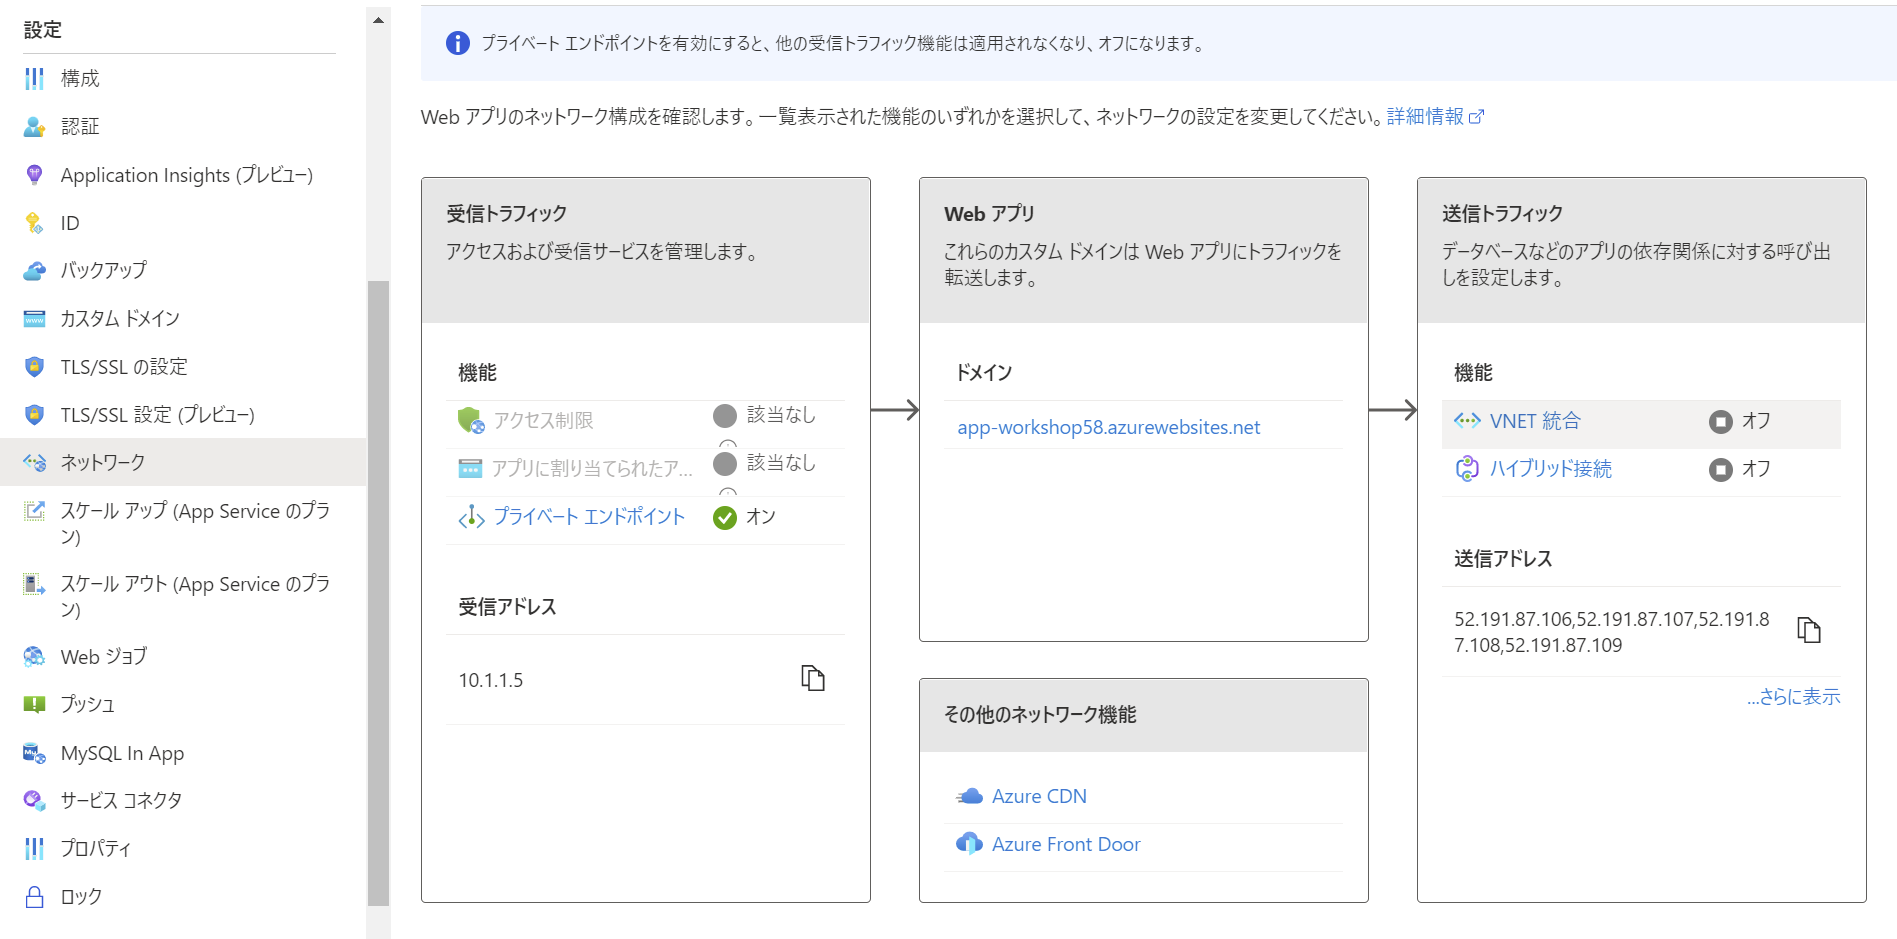 設定
構成
認証
Application Insights (プレビュー)
ID
バックアップ
カスタム ドメイン
TLS/SSL の設定
TLS/SSL 設定 (プレビュー)
ネットワーク
スケール アップ (App Service のプラ
ン)
スケール アウト (App Service のプラ
ン)
Web ジョブ
プッシュ
MySQL In App
サービス コネクタ
プロパティ
ロック
プライベート エンドポイントを有効にすると、他の受信トラフィック機能は適用されなくなり、オフになります。
Web アプリのネットワーク構成を確認します。一覧表示された機能のいずれかを選択して、ネットワークの設定を変更してください。詳細情報
受信トラフィック
アクセスおよび受信サービスを管理します。
機能
アクセス制限 該当なし
アプリに割り当てられたア... 該当なし
プライベート エンドポイント オン
受信アドレス
10.1.1.5
Web アプリ
これらのカスタム ドメインは Web アプリにトラフィックを
転送します。
ドメイン
app-workshop58.azurewebsites.net
その他のネットワーク機能
Azure CDN
Azure Front Door
送信トラフィック
データベースなどのアプリの依存関係に対する呼び出
しを設定します。
機能
VNET 統合 オフ
ハイブリッド接続 オフ
送信アドレス
52.191.87.106,52.191.87.107,52.191.8
7.108,52.191.87.109
...さらに表示